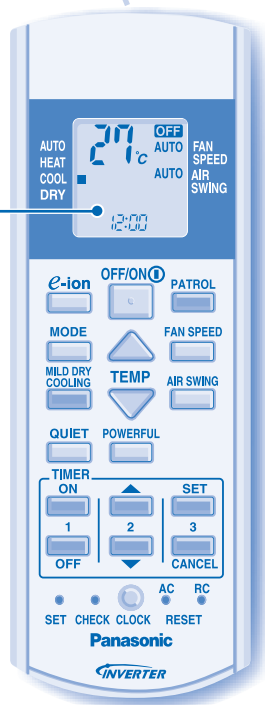 OFF
AUTO
HEAT
COOL
DRY
27°c
AUTO
FAN
SPEED
AUTO
AIR
SWING
12:00
e-ion
OFF/ON
PATROL
MODE
FAN SPEED
MILD DRY
COOLING
TEMP
AIR SWING
QUIET
POWERFUL
TIMER
ON
SET
1
2
3
OFF
CANCEL
AC
RC
SET
CHECK
CLOCK
RESET
Panasonic
INVERTER